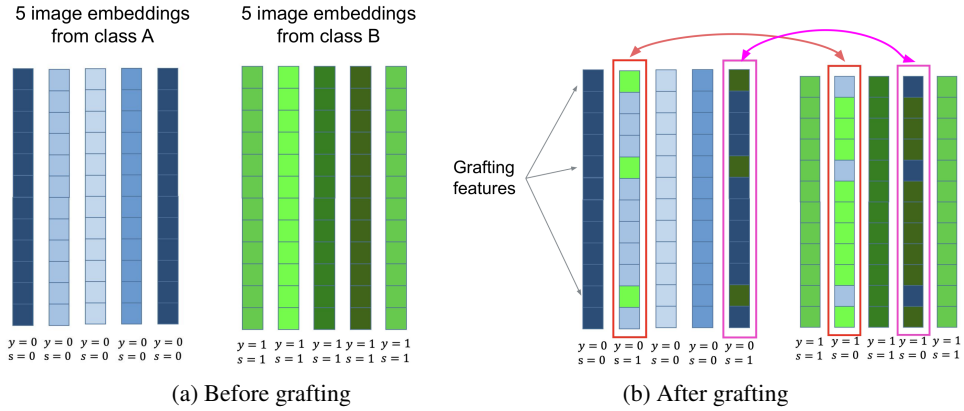 5 image embeddings
from class A
5 image embeddings
from class B
y = 0
s = 0
y = 0
s = 0
y = 0
s = 0
y = 0
s = 0
y = 0
s = 0
y = 1
s = 1
y = 1
s = 1
y = 1
s = 1
y = 1
s = 1
y = 1
s = 1
(a) Before grafting
Grafting
features
y = 0
s = 0
y = 0
s = 1
y = 0
s = 0
y = 0
s = 0
y = 0
s = 1
y = 1
s = 1
y = 1
s = 0
y = 1
s = 1
y = 1
s = 0
y = 1
s = 1
(b) After grafting